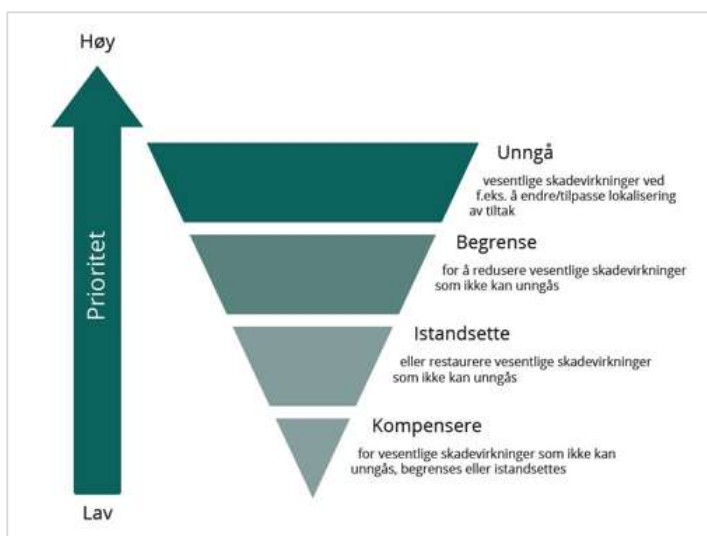 Høy
Prioritet
Unngå
vesentlige skadevirkninger ved
f.eks. å endre/tilpasse lokalisering
av tiltak
Begrense
for å redusere vesentlige skadevirkninger
som ikke kan unngås
Istandsette
eller restaurere vesentlige skadevirkninger
som ikke kan unngås
Kompensere
for vesentlige skadevirkninger som ikke kan
unngås, begrenses eller istandsettes
Lav